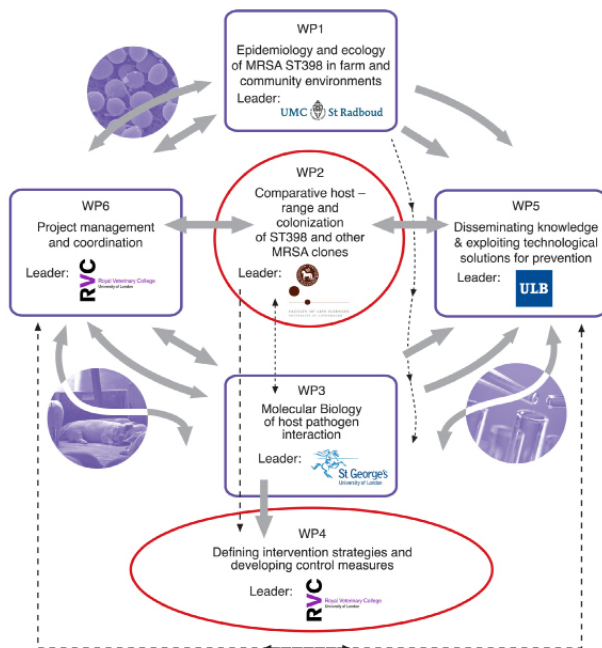 WP1
Epidemiology and ecology
of MRSA ST398 in farm and
community environments
Leader:
UMC St Radboud
WP2
Comparative host –
range and
colonization
of ST398 and other
MRSA clones
Leader:
FACULTY OF LIFE SCIENCES
WP6
Project management
and coordination
Leader:
RVC
Royal Veterinary College
University of London
WP5
Disseminating knowledge
& exploiting technological
solutions for prevention
Leader:
ULB
WP3
Molecular Biology
of host pathogen
interaction
Leader:
St George's
University of London
WP4
Defining intervention strategies and
developing control measures
Leader:
RVC
Royal Veterinary College
University of London